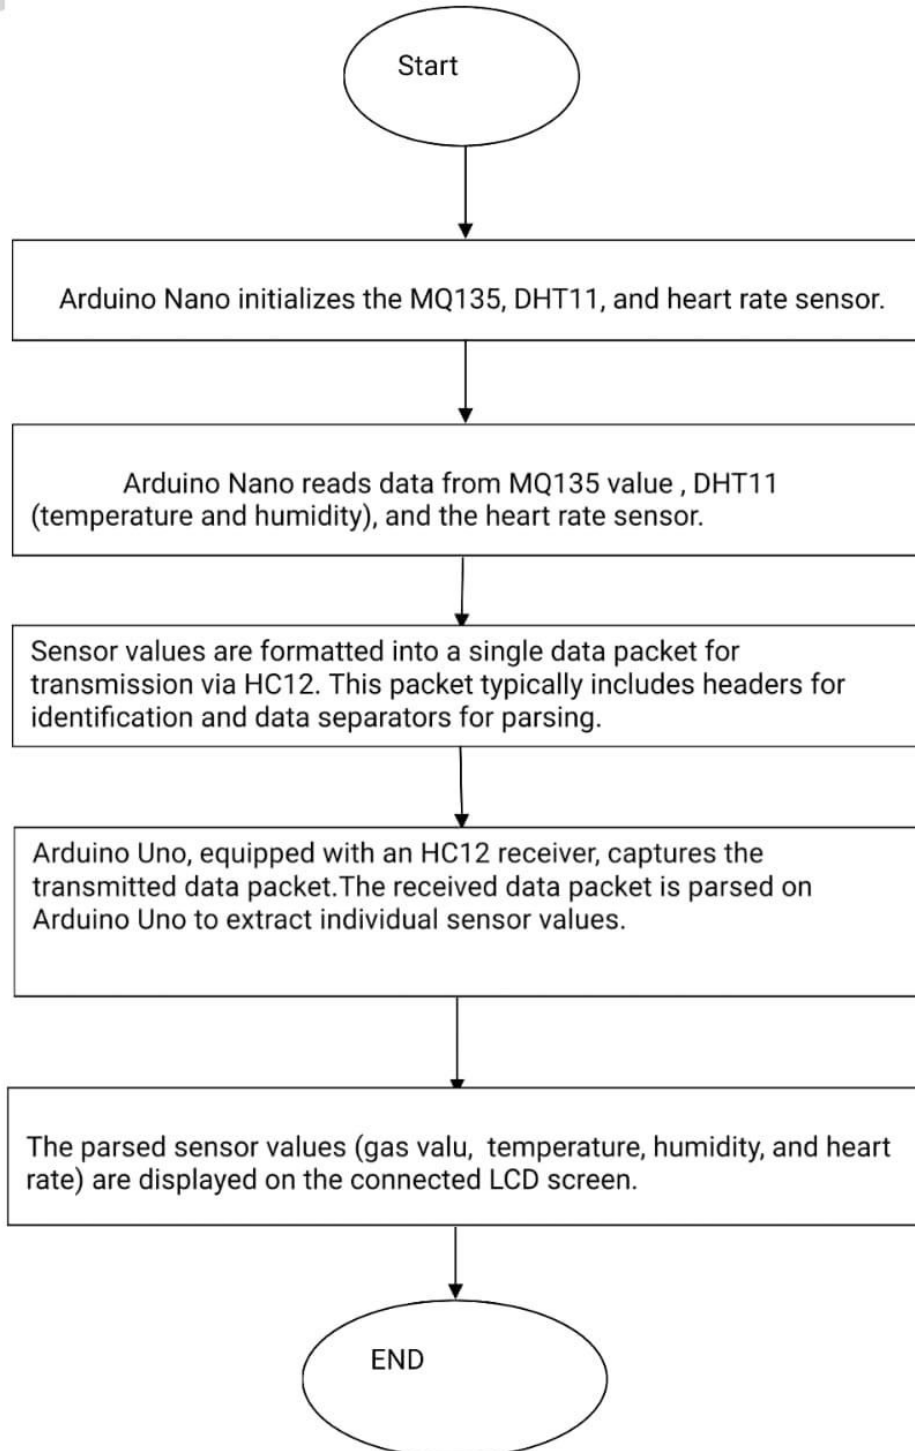 Start
Arduino Nano initializes the MQ135, DHT11, and heart rate sensor.
Arduino Nano reads data from MQ135 value , DHT11
(temperature and humidity), and the heart rate sensor.
Sensor values are formatted into a single data packet for
transmission via HC12. This packet typically includes headers for
identification and data separators for parsing.
Arduino Uno, equipped with an HC12 receiver, captures the
transmitted data packet.The received data packet is parsed on
Arduino Uno to extract individual sensor values.
The parsed sensor values (gas valu,  temperature, humidity, and heart
rate) are displayed on the connected LCD screen.
END